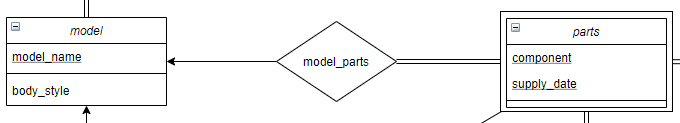 model
model_name
body_style
model_parts
parts
component
supply_date